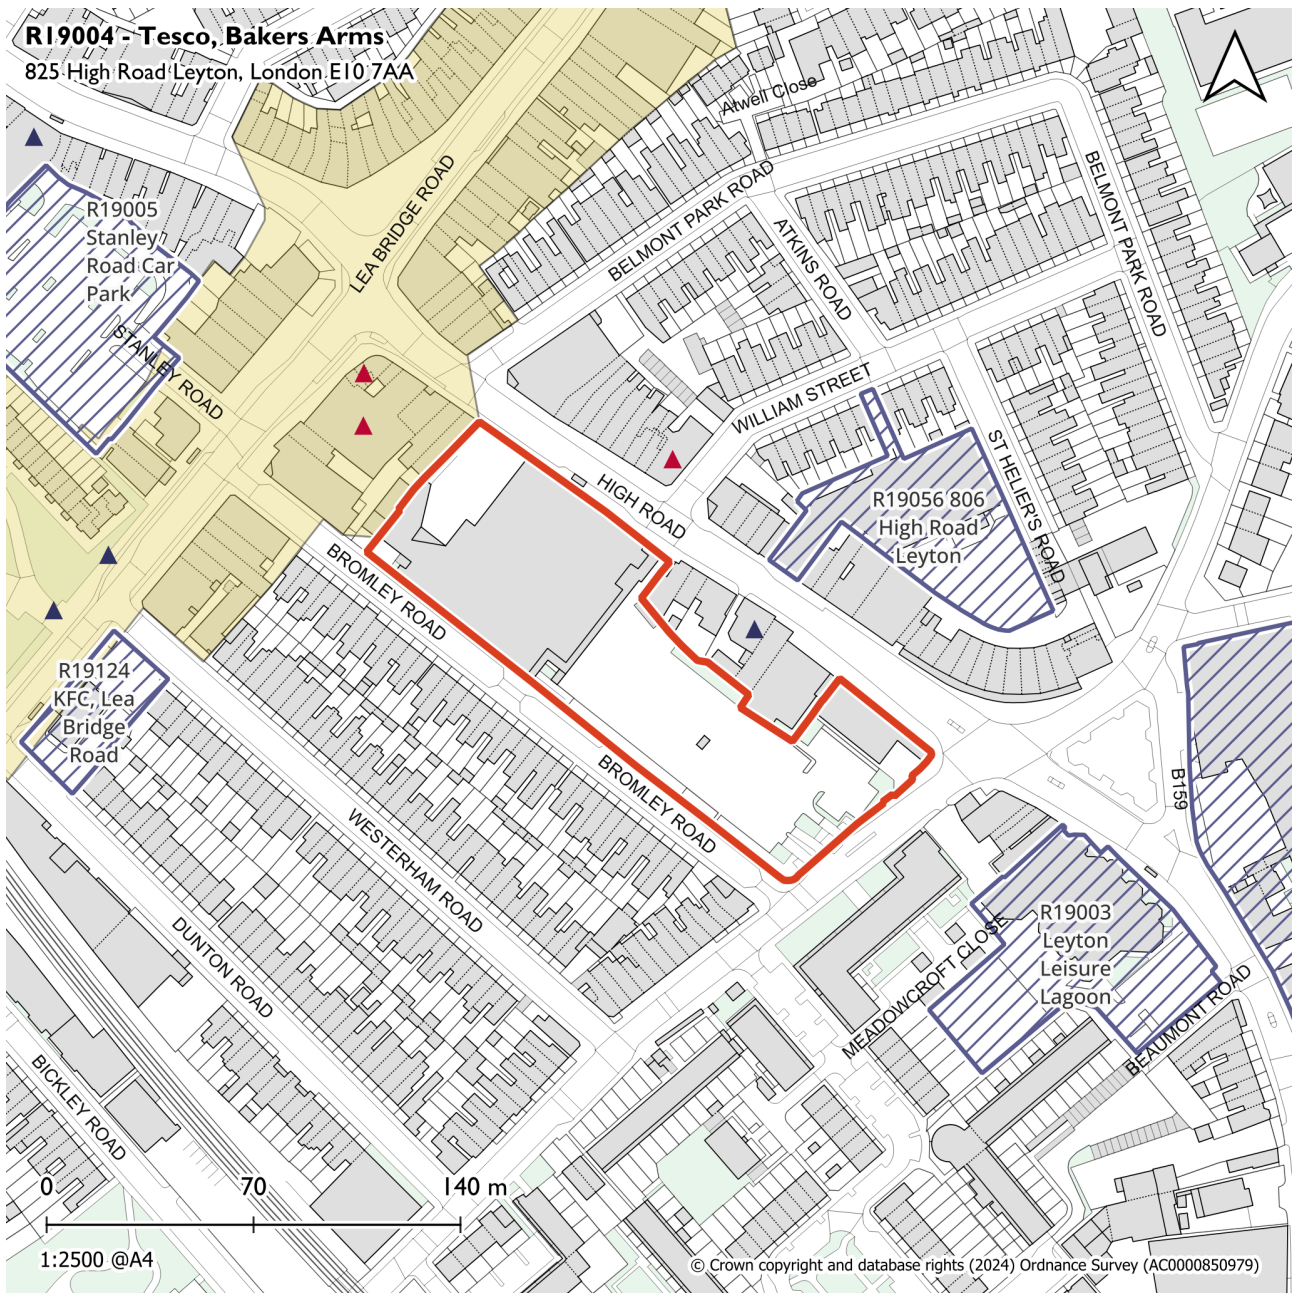 R19004 - Tesco, Bakers Arms
825 High Road Leyton, London E10 7AA
Atwell Close
LEA BRIDGE ROAD
BELMONT PARK ROAD
BELMONT PARK ROAD
R19005
Stanley
Road Car
Park
ATKINS ROAD
STANLEY ROAD
WILLIAM STREET
HIGH ROAD
ST HELIER'S ROAD
R19056 806
High Road
Leyton
BROMLEY ROAD
R19124
KFC, Lea
Bridge
Road
BROMLEY ROAD
B159
WESTERHAM ROAD
DUNTON ROAD
R19003
Leyton
Leisure
Lagoon
MEADOWCROFT CLOSE
BEAUMONT ROAD
BICKLEY ROAD
0 70 140 m
1:2500 @A4
© Crown copyright and database rights (2024) Ordnance Survey (AC0000850979)